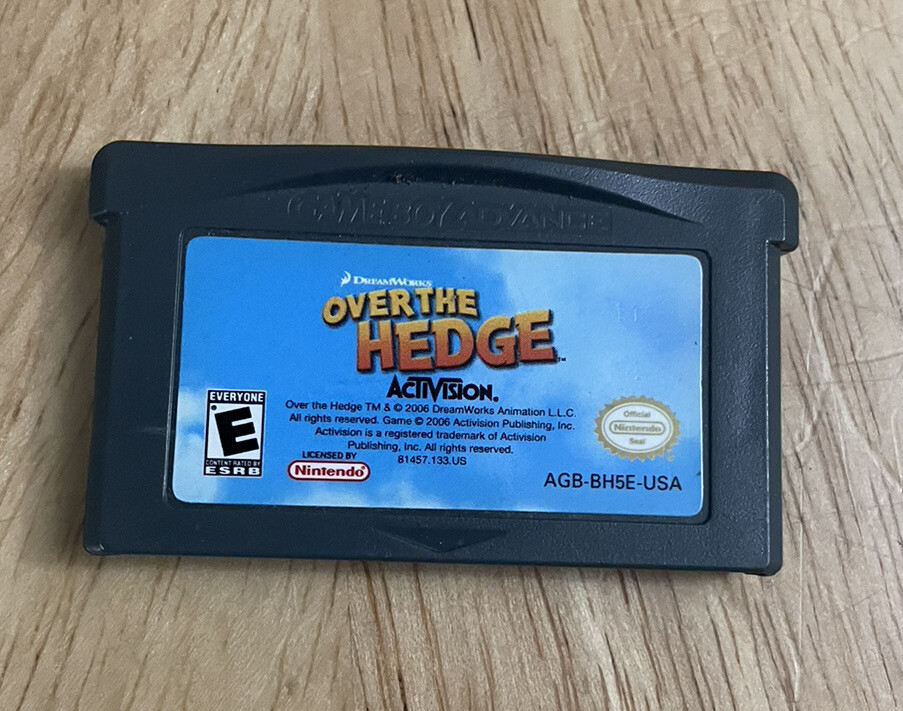 GAME BOY ADVANCE
DREAMWORKS
OVER THE
HEDGE™
ACTIVISION®
Over the Hedge TM & © 2006 DreamWorks Animation L.L.C.
All rights reserved. Game © 2006 Activision Publishing, Inc.
Activision is a registered trademark of Activision
Publishing, Inc. All rights reserved.
81457.133.US
LICENSED BY
Nintendo®
EVERYONE
E
CONTENT RATED BY
ESRB
Official
Nintendo
Seal
AGB-BH5E-USA